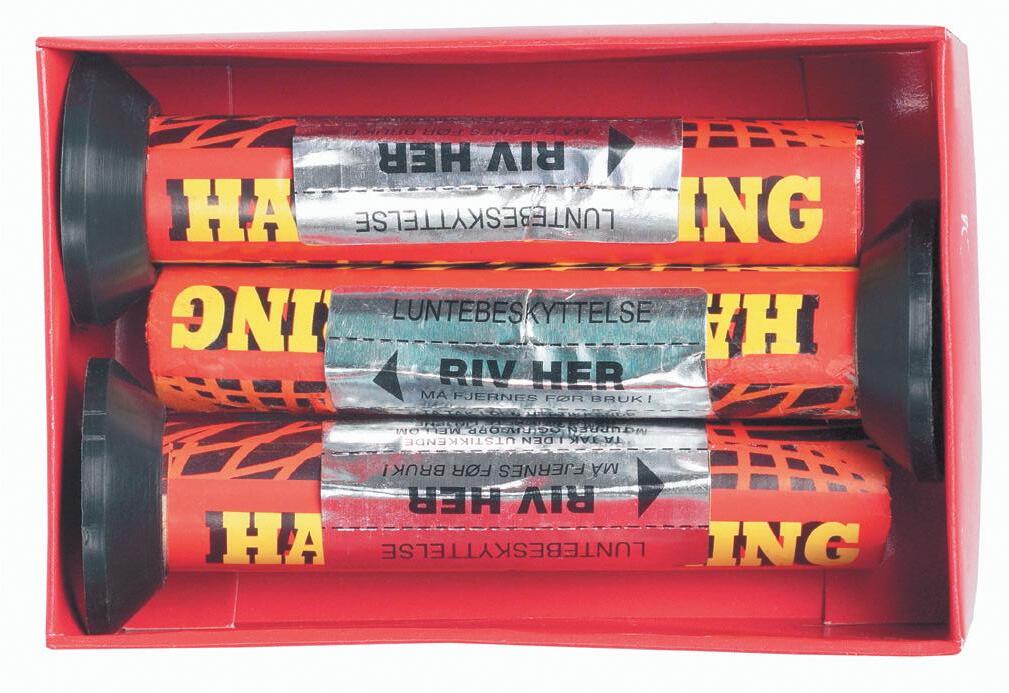 MÅ FJERNES FØR BRUK!
RIV HER
HA ING
LUNTEBESKYTTELSE
LUNTEBESKYTTELSE
HA ING
RIV HER
MÅ FJERNES FØR BRUK!
TA TAK I DEN UTSTIKKENDE
MÅ FJERNES FØR BRUK!
RIV HER
HA ING
LUNTEBESKYTTELSE